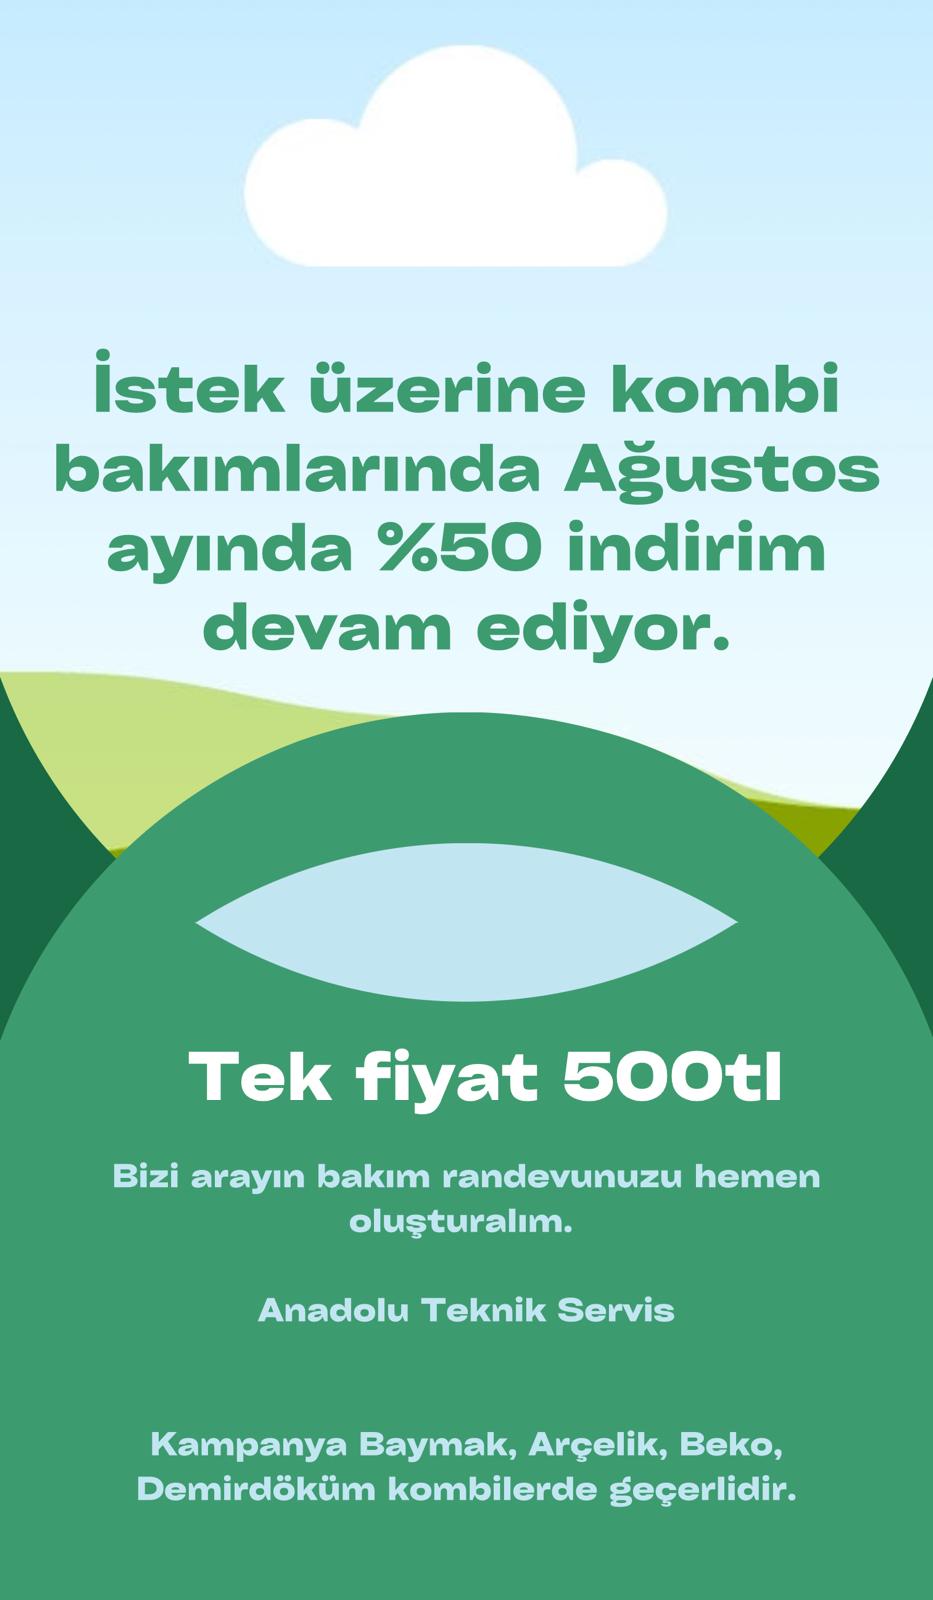 İstek üzerine kombi
bakımlarında Ağustos
ayında %50 indirim
devam ediyor.
Tek fiyat 500tl
Bizi arayın bakım randevunuzu hemen
oluşturalım.
Anadolu Teknik Servis
Kampanya Baymak, Arçelik, Beko,
Demirdöküm kombilerde geçerlidir.